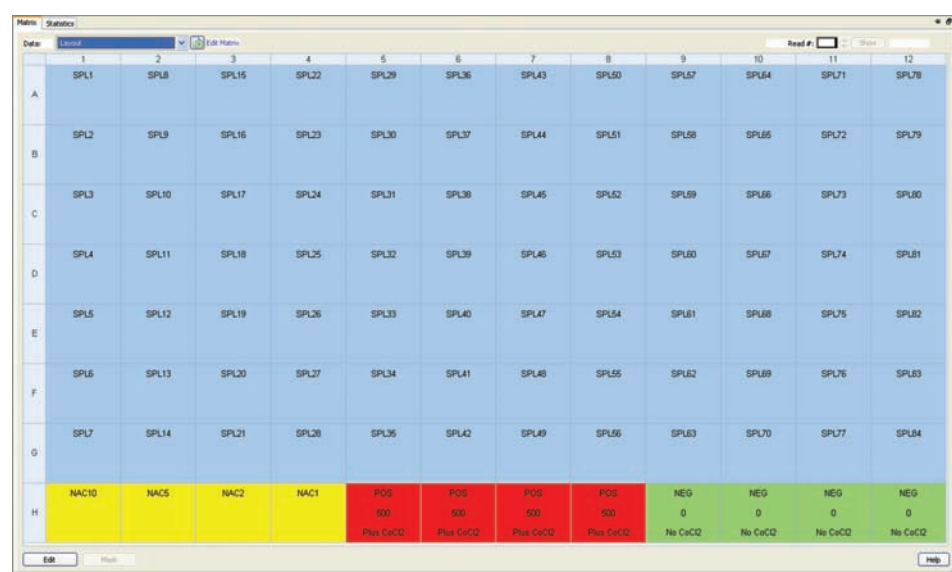 Matrix Statistics
Data: Layout Edit Matrix Read #: Show
1 2 3 4 5 6 7 8 9 10 11 12
A SPL1 SPL8 SPL15 SPL22 SPL29 SPL36 SPL43 SPL50 SPL57 SPL64 SPL71 SPL78
B SPL2 SPL9 SPL16 SPL23 SPL30 SPL37 SPL44 SPL51 SPL58 SPL65 SPL72 SPL79
C SPL3 SPL10 SPL17 SPL24 SPL31 SPL38 SPL45 SPL52 SPL59 SPL66 SPL73 SPL80
D SPL4 SPL11 SPL18 SPL25 SPL32 SPL39 SPL46 SPL53 SPL60 SPL67 SPL74 SPL81
E SPL5 SPL12 SPL19 SPL26 SPL33 SPL40 SPL47 SPL54 SPL61 SPL68 SPL75 SPL82
F SPL6 SPL13 SPL20 SPL27 SPL34 SPL41 SPL48 SPL55 SPL62 SPL69 SPL76 SPL83
G SPL7 SPL14 SPL21 SPL28 SPL35 SPL42 SPL49 SPL56 SPL63 SPL70 SPL77 SPL84
NAC10 NAC5 NAC2 NAC1 POS POS POS POS NEG NEG NEG NEG
H 500 500 500 500 0 0 0 0
Plus CoCl2 Plus CoCl2 Plus CoCl2 Plus CoCl2 No CoCl2 No CoCl2 No CoCl2 No CoCl2
Edit Mask Help